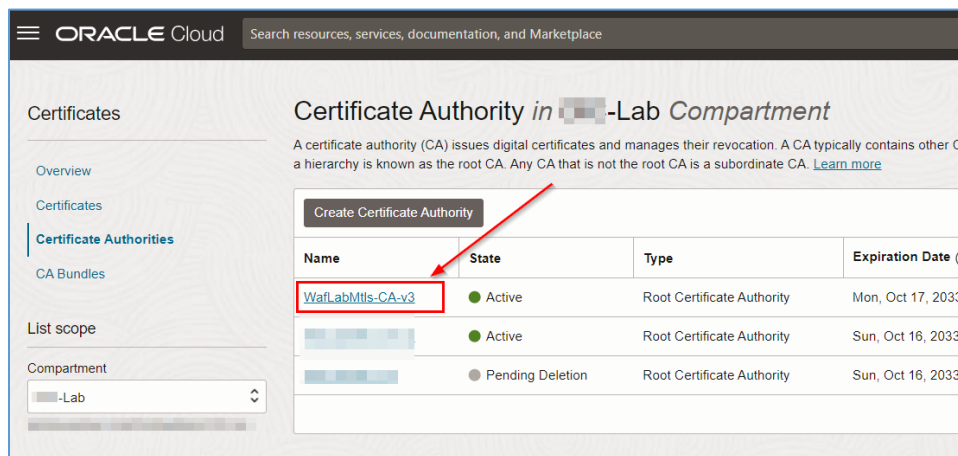 ORACLE Cloud
Search resources, services, documentation, and Marketplace
Certificates
Overview
Certificates
Certificate Authorities
CA Bundles
List scope
Compartment
-Lab
Certificate Authority in -Lab Compartment
A certificate authority (CA) issues digital certificates and manages their revocation. A CA typically contains other
a hierarchy is known as the root CA. Any CA that is not the root CA is a subordinate CA. Learn more
Create Certificate Authority
Name State Type Expiration Date (
WafLabMtls-CA-v3 Active Root Certificate Authority Mon, Oct 17, 2033
Active Root Certificate Authority Sun, Oct 16, 2033
Pending Deletion Root Certificate Authority Sun, Oct 16, 2033